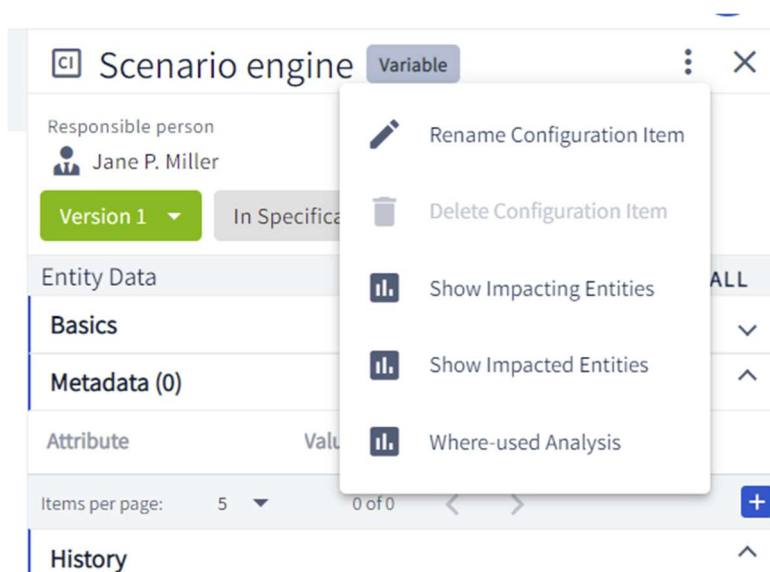 CI Scenario engine Variable
Responsible person
Jane P. Miller
Version 1
In Specifica
Rename Configuration Item
Delete Configuration Item
Show Impacting Entities
Show Impacted Entities
Where-used Analysis
Entity Data
ALL
Basics
Metadata (0)
Attribute
Valu
Items per page: 5 0 of 0
History